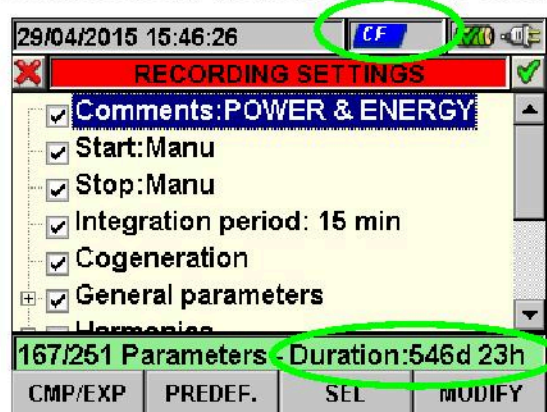 29/04/2015 15:46:26 CF
RECORDING SETTINGS
Comments:POWER & ENERGY
Start:Manu
Stop:Manu
Integration period: 15 min
Cogeneration
General parameters
Harmonics
167/251 Parameters - Duration:546d 23h
CMP/EXP PREDEF. SEL MODIFY